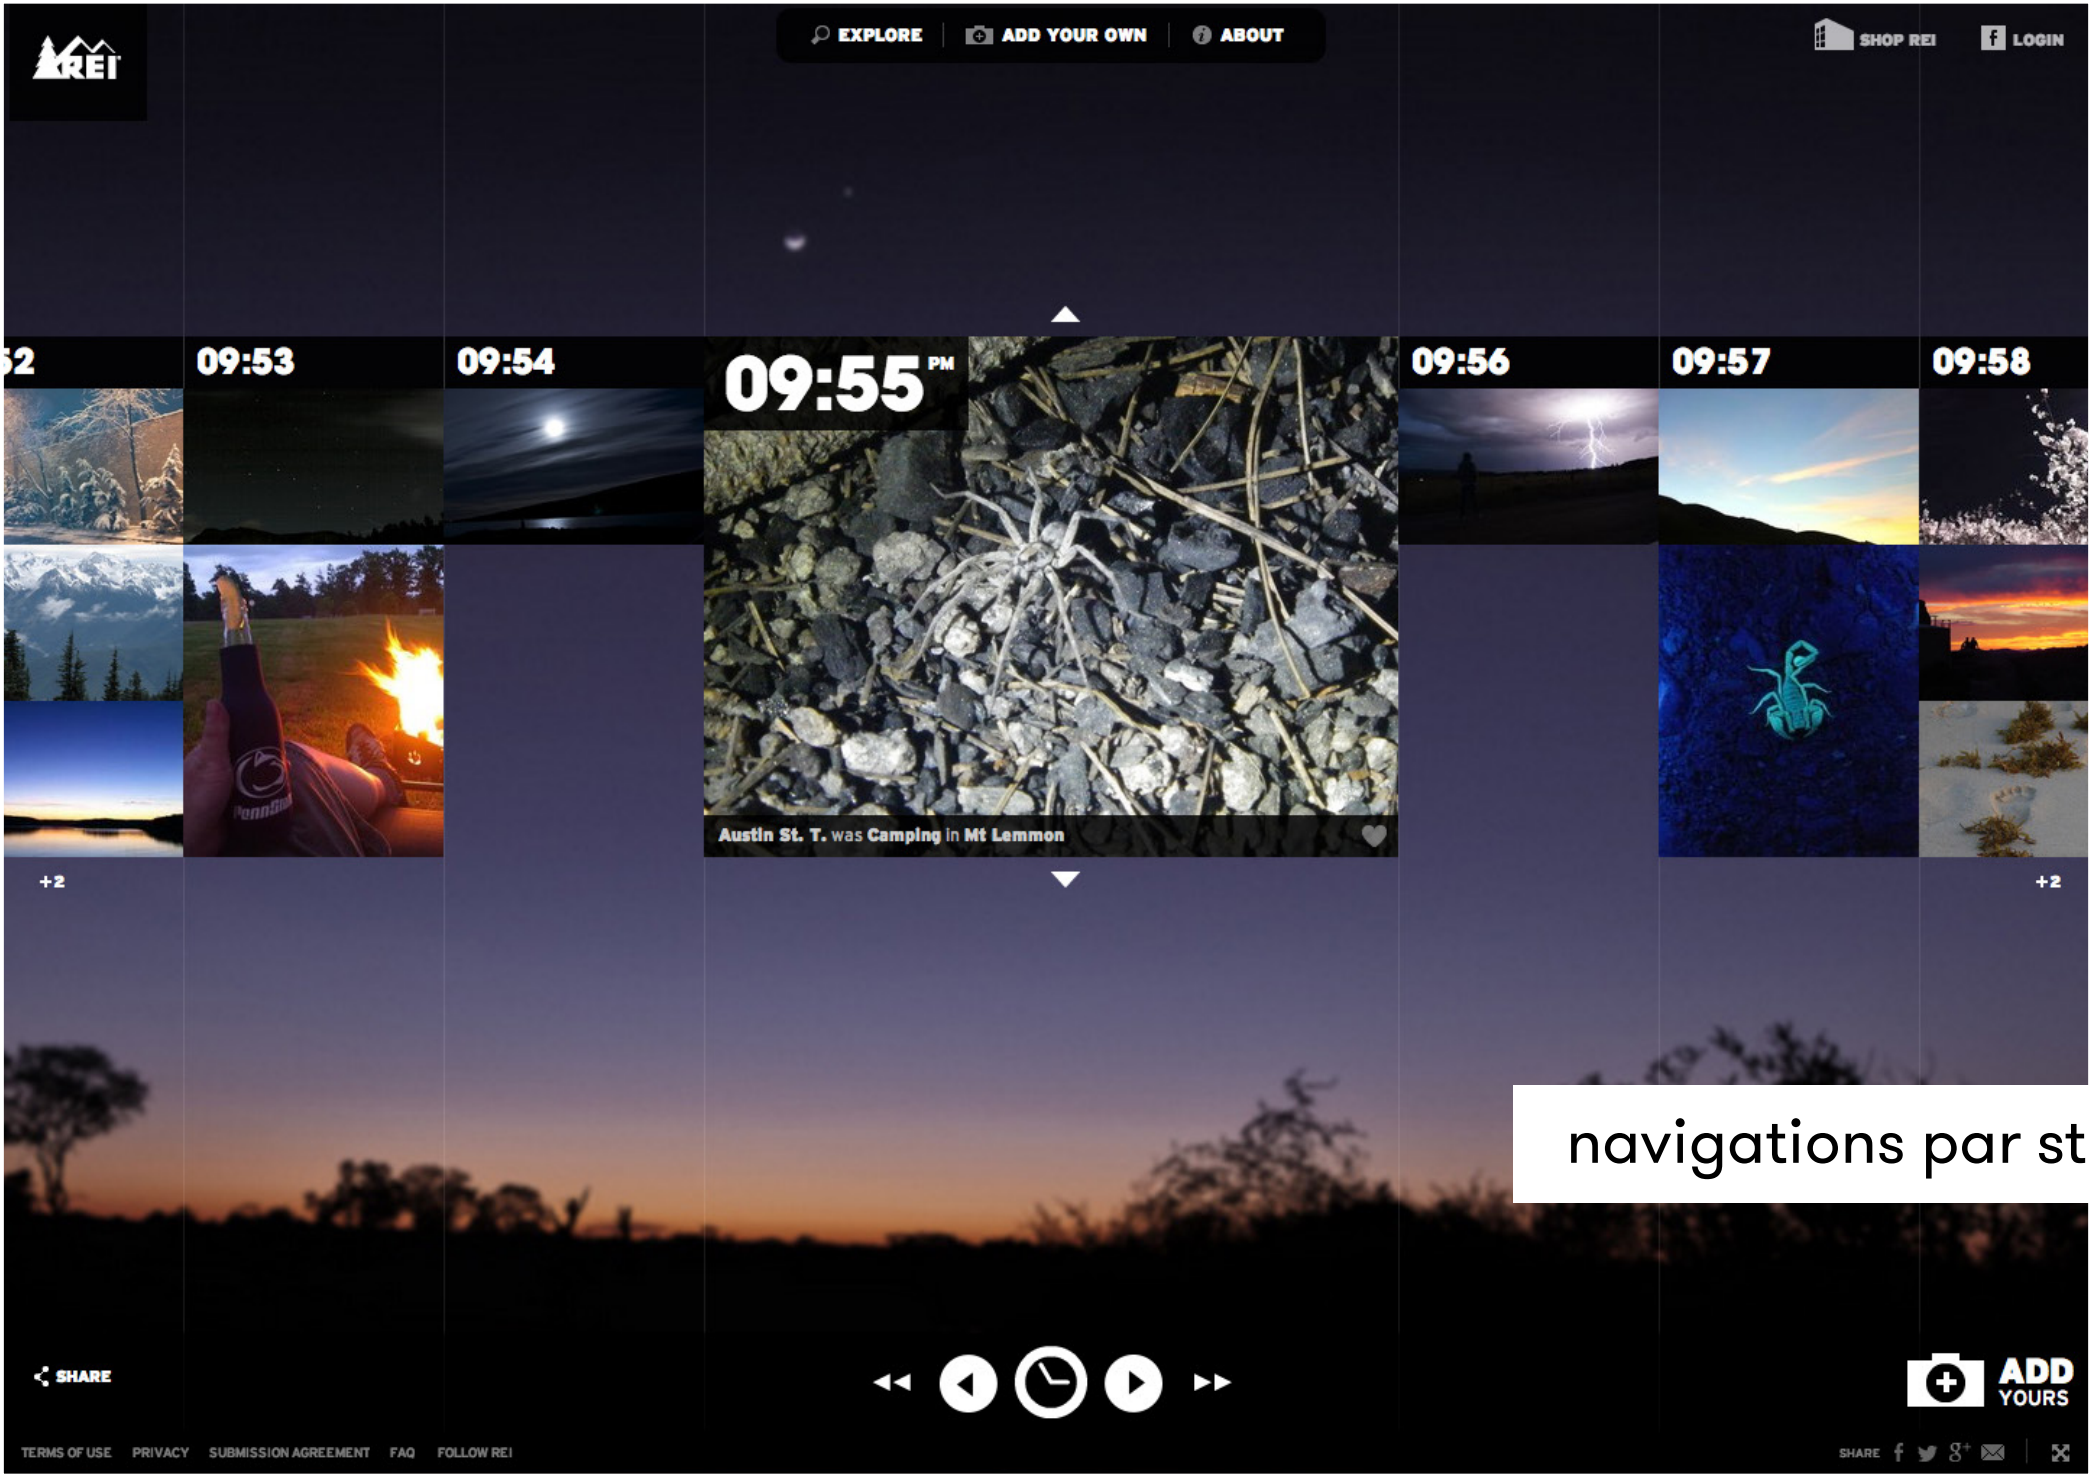 REI
EXPLORE
ADD YOUR OWN
ABOUT
SHOP REI
LOGIN
52
09:53
09:54
09:55 PM
09:56
09:57
09:58
PennSt
Austin St. T. was Camping in Mt Lemmon
+2
+2
navigations par st
SHARE
ADD
YOURS
TERMS OF USE
PRIVACY
SUBMISSION AGREEMENT
FAQ
FOLLOW REI
SHARE